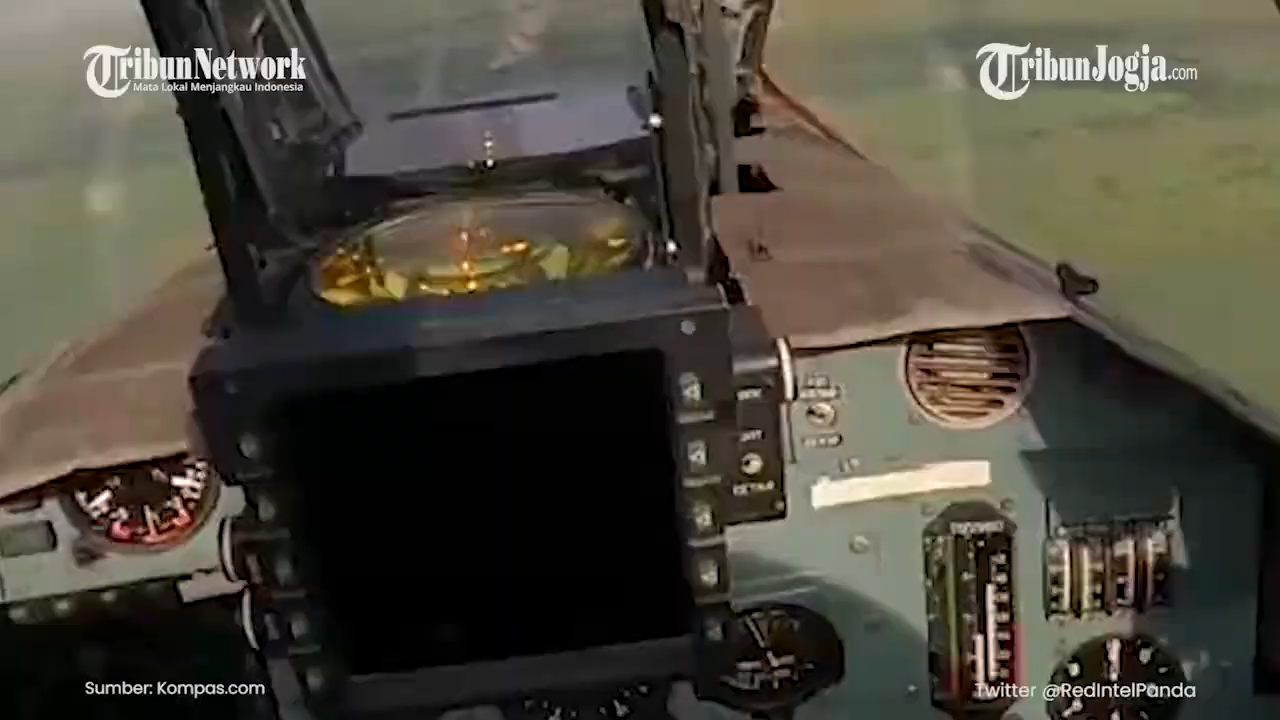 TribunNetwork
Mata Lokal Menjangkau Indonesia
TribunJogja.com
Sumber: Kompas.com
Twitter @RedIntelPanda